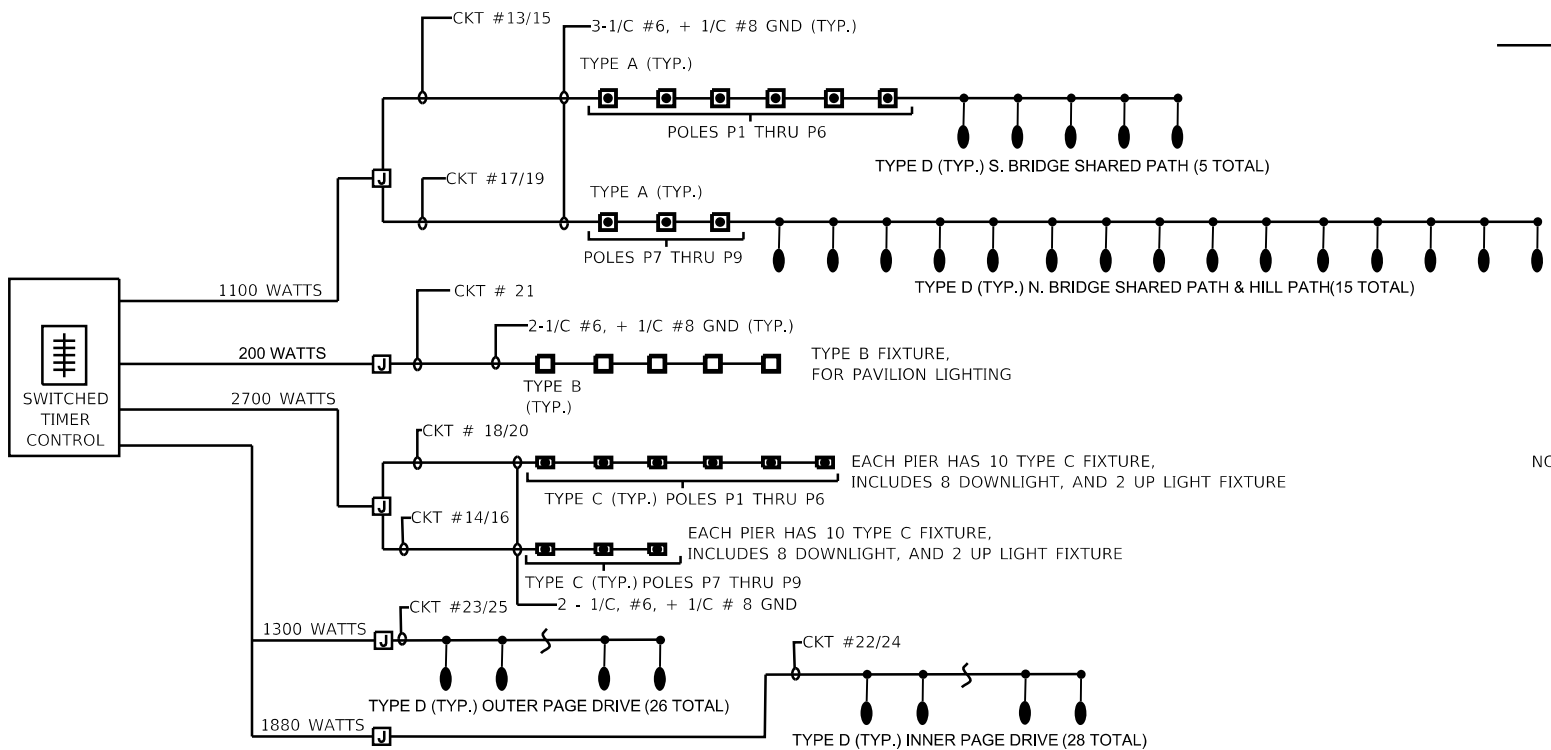 CKT #13/15
3-1/C #6, + 1/C #8 GND (TYP.)
TYPE A (TYP.)
POLES P1 THRU P6
TYPE D (TYP.) S. BRIDGE SHARED PATH (5 TOTAL)
J
CKT #17/19
TYPE A (TYP.)
POLES P7 THRU P9
TYPE D (TYP.) N. BRIDGE SHARED PATH & HILL PATH(15 TOTAL)
1100 WATTS
CKT # 21
2-1/C #6, + 1/C #8 GND (TYP.)
200 WATTS
J
TYPE B
(TYP.)
TYPE B FIXTURE,
FOR PAVILION LIGHTING
SWITCHED
TIMER
CONTROL
2700 WATTS
CKT # 18/20
EACH PIER HAS 10 TYPE C FIXTURE,
INCLUDES 8 DOWNLIGHT, AND 2 UP LIGHT FIXTURE
NO
TYPE C (TYP.) POLES P1 THRU P6
J
CKT #14/16
EACH PIER HAS 10 TYPE C FIXTURE,
INCLUDES 8 DOWNLIGHT, AND 2 UP LIGHT FIXTURE
TYPE C (TYP.) POLES P7 THRU P9
2 - 1/C, #6, + 1/C # 8 GND
CKT #23/25
1300 WATTS
J
TYPE D (TYP.) OUTER PAGE DRIVE (26 TOTAL)
CKT #22/24
1880 WATTS
J
TYPE D (TYP.) INNER PAGE DRIVE (28 TOTAL)